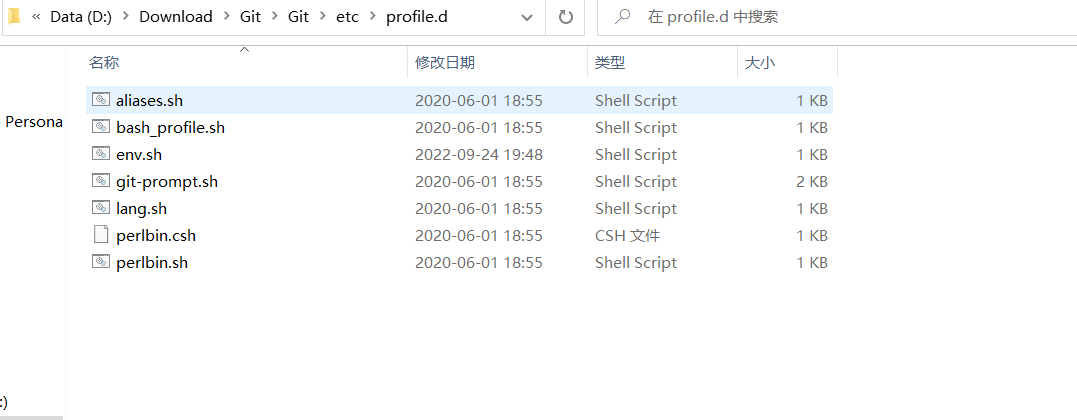 « Data (D:) > Download > Git > Git > etc > profile.d
在 profile.d 中搜索
名称 修改日期 类型 大小
aliases.sh 2020-06-01 18:55 Shell Script 1 KB
Persona
bash_profile.sh 2020-06-01 18:55 Shell Script 1 KB
env.sh 2022-09-24 19:48 Shell Script 1 KB
git-prompt.sh 2020-06-01 18:55 Shell Script 2 KB
lang.sh 2020-06-01 18:55 Shell Script 1 KB
perlbin.csh 2020-06-01 18:55 CSH 文件 1 KB
perlbin.sh 2020-06-01 18:55 Shell Script 1 KB
:)